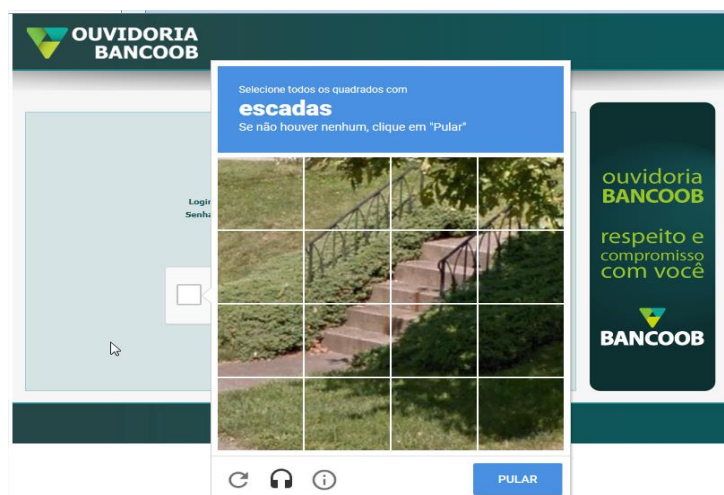 OUVIDORIA
BANCOOB
Selecione todos os quadrados com
escadas
Se não houver nenhum, clique em "Pular"
Login
Senha
ouvidoria
BANCOOB
respeito e
compromisso
com você
BANCOOB
PULAR